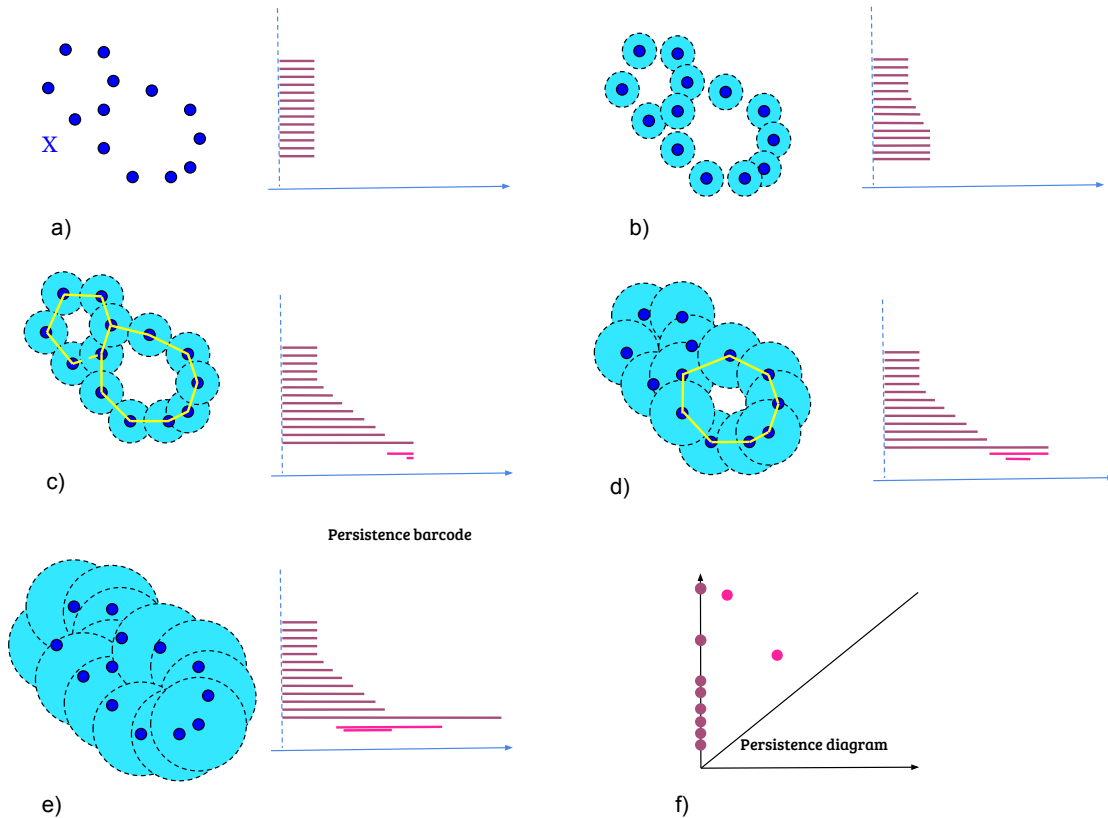 X
a)
b)
c)
d)
Persistence barcode
e)
Persistence diagram
f)